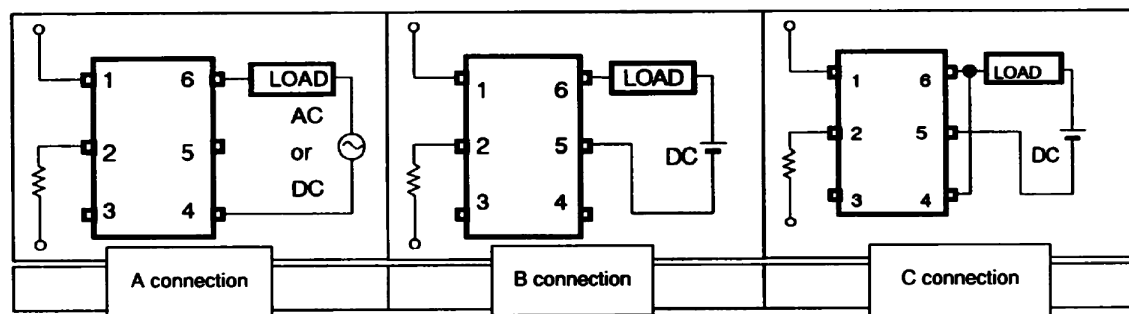 1 6 LOAD
AC
2 5 or
DC
3 4
A connection
1 6 LOAD
2 5 DC
3 4
B connection
1 6 LOAD
2 5 DC
3 4
C connection